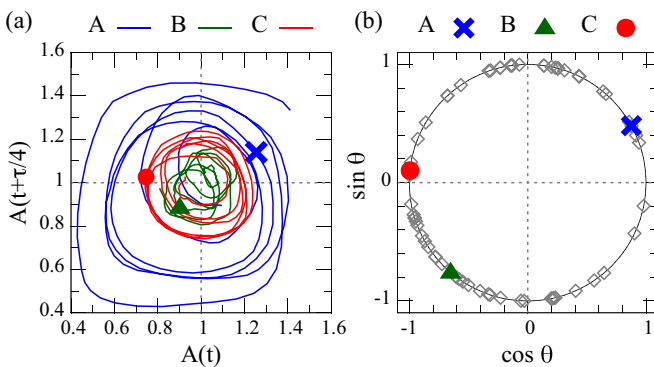 (a) A B C (b) A B C
1.6
1.4
1.2
1
0.8
0.6
0.4
A(t+τ/4)
0.4 0.6 0.8 1 1.2 1.4 1.6
A(t)
1
0
-1
sin θ
-1 0 1
cos θ